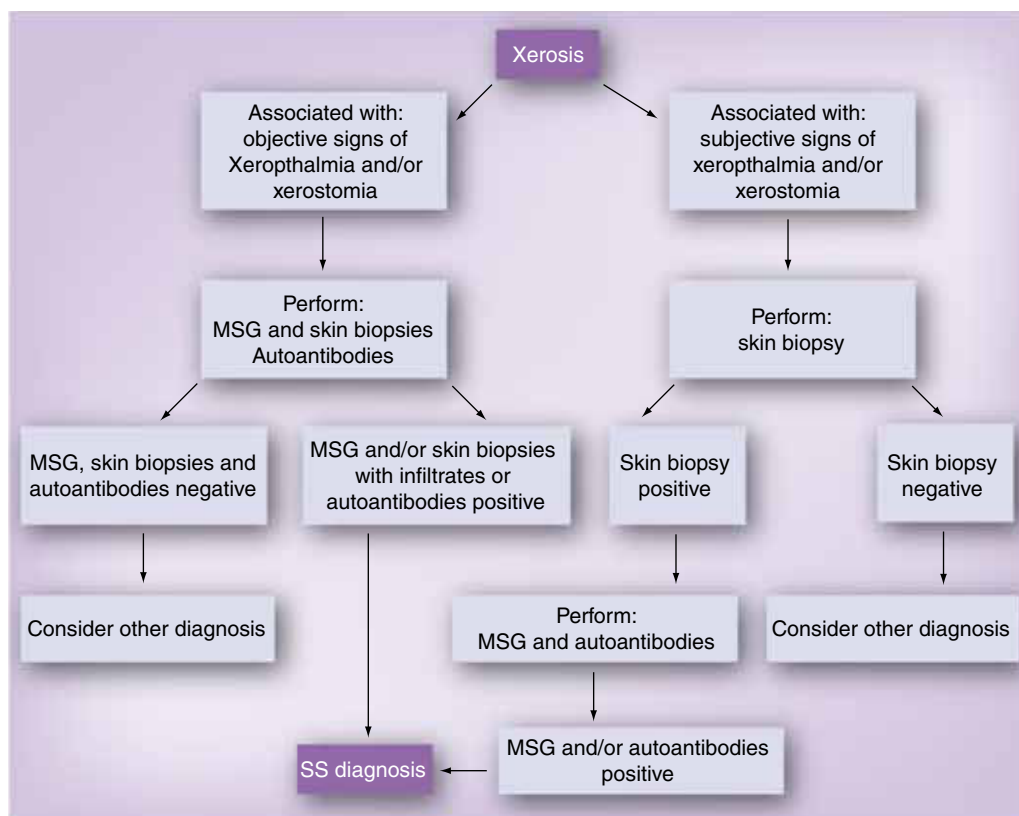 Xerosis
Associated with:
objective signs of
Xeropthalmia and/or
xerostomia
Associated with:
subjective signs of
xeropthalmia and/or
xerostomia
Perform:
MSG and skin biopsies
Autoantibodies
Perform:
skin biopsy
MSG, skin biopsies and
autoantibodies negative
MSG and/or skin biopsies
with infiltrates or
autoantibodies positive
Skin biopsy
positive
Skin biopsy
negative
Consider other diagnosis
Perform:
MSG and autoantibodies
Consider other diagnosis
SS diagnosis
MSG and/or autoantibodies
positive